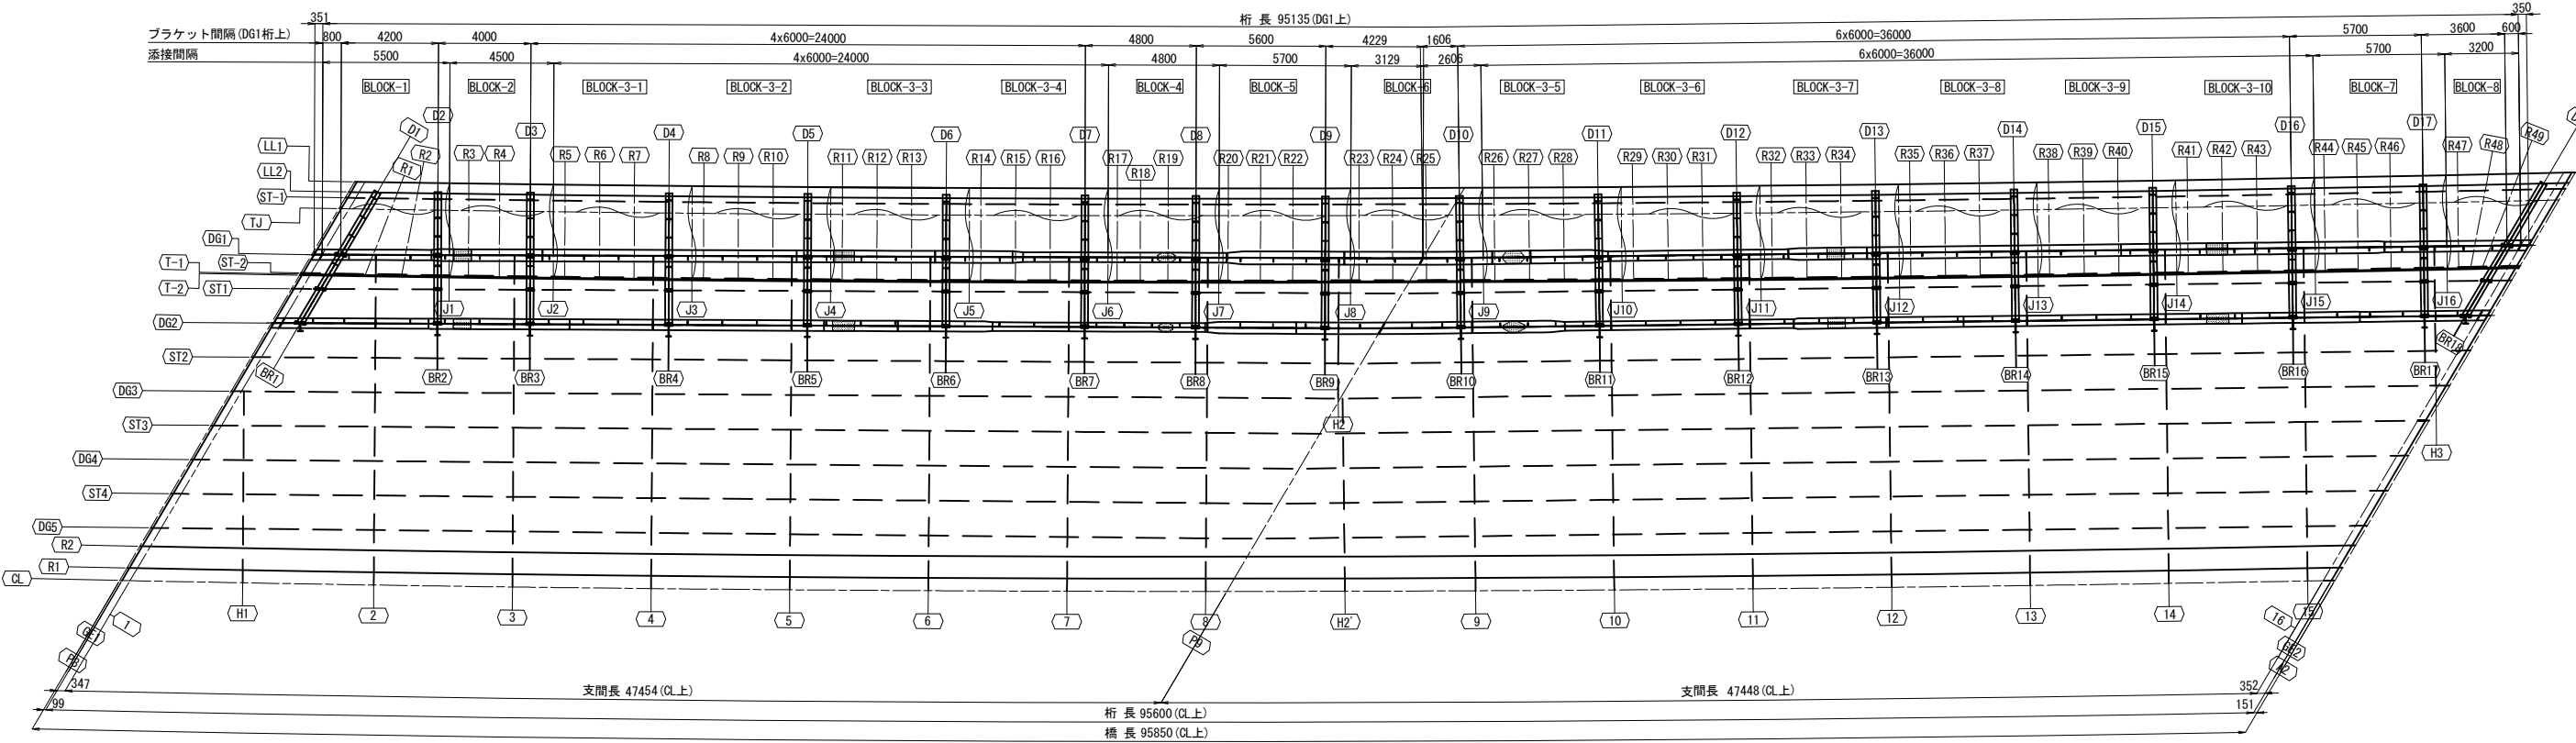 351 桁 長 95135(DG1上) 350
ブラケット間隔(DG1桁上) 800 4200 4000 4x6000=24000 4800 5600 4229 1606 6x6000=36000 5700 3600 600
添接間隔 5500 4500 4x6000=24000 4800 5700 3129 2606 6x6000=36000 5700 3200
BLOCK-1 BLOCK-2 BLOCK-3-1 BLOCK-3-2 BLOCK-3-3 BLOCK-3-4 BLOCK-4 BLOCK-5 BLOCK-6 BLOCK-3-5 BLOCK-3-6 BLOCK-3-7 BLOCK-3-8 BLOCK-3-9 BLOCK-3-10 BLOCK-7 BLOCK-8
D1 D2 D3 D4 D5 D6 D7 D8 D9 D10 D11 D12 D13 D14 D15 D16 D17
R1 R2 R3 R4 R5 R6 R7 R8 R9 R10 R11 R12 R13 R14 R15 R16 R17 R18 R19 R20 R21 R22 R23 R24 R25 R26 R27 R28 R29 R30 R31 R32 R33 R34 R35 R36 R37 R38 R39 R40 R41 R42 R43 R44 R45 R46 R47 R48 R49
LL1
LL2
ST-1
TJ
DG1
T-1 ST-2
T-2 ST1
J1 J2 J3 J4 J5 J6 J7 J8 J9 J10 J11 J12 J13 J14 J15 J16
DG2
ST2
BR1 BR2 BR3 BR4 BR5 BR6 BR7 BR8 BR9 BR10 BR11 BR12 BR13 BR14 BR15 BR16 BR17 BR18
DG3
ST3 H2
DG4 H3
ST4
DG5
R2
R1
CL
H1 2 3 4 5 6 7 8 H2' 9 10 11 12 13 14 15
1 16
GE1 P9 GE2
P8 A2
347 支間長 47454(CL上) 支間長 47448(CL上) 352
99 桁 長 95600(CL上) 151
橋 長 95850(CL上)